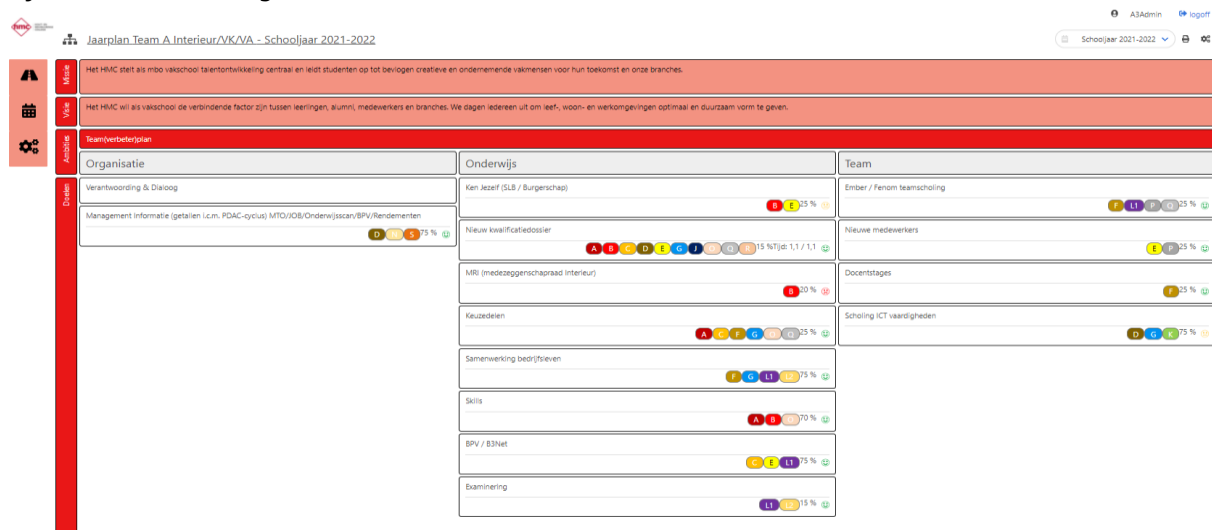 A3Admin logoff
hmc
Jaarplan Team A Interieur/VK/VA - Schooljaar 2021-2022
Schooljaar 2021-2022
Missie
Het HMC stelt als mbo vakschool talentontwikkeling centraal en leidt studenten op tot bevlogen creatieve en ondernemende vakmensen voor hun toekomst en onze branches.
Visie
Het HMC wil als vakschool de verbindende factor zijn tussen leerlingen, alumni, medewerkers en branches. We dagen iedereen uit om leef-, woon- en werkomgevingen optimaal en duurzaam vorm te geven.
Ambities
Team(verbeter)plan
Organisatie
Onderwijs
Team
Doelen
Verantwoording & Dialoog
Management Informatie (getallen i.c.m. PDAC-cyclus) MTO/JOB/Onderwijsscan/BPV/Rendementen
D N S 75 %
Ken Jezelf (SLB / Burgerschap)
B E 25 %
Nieuw kwalificatiedossier
A B C D E G J O Q R 15 %Tijd: 1,1 / 1,1
MRI (medezeggenschapraad Interieur)
B 20 %
Keuzedelen
A C F G O Q 25 %
Samenwerking bedrijfsleven
F G L1 L2 75 %
Skills
A B O 70 %
BPV / B3Net
C E L1 75 %
Examinering
L1 L2 15 %
Ember / Fenom teamscholing
F L1 P Q 25 %
Nieuwe medewerkers
E P 25 %
Docentstages
F 25 %
Scholing ICT vaardigheden
D G K 75 %